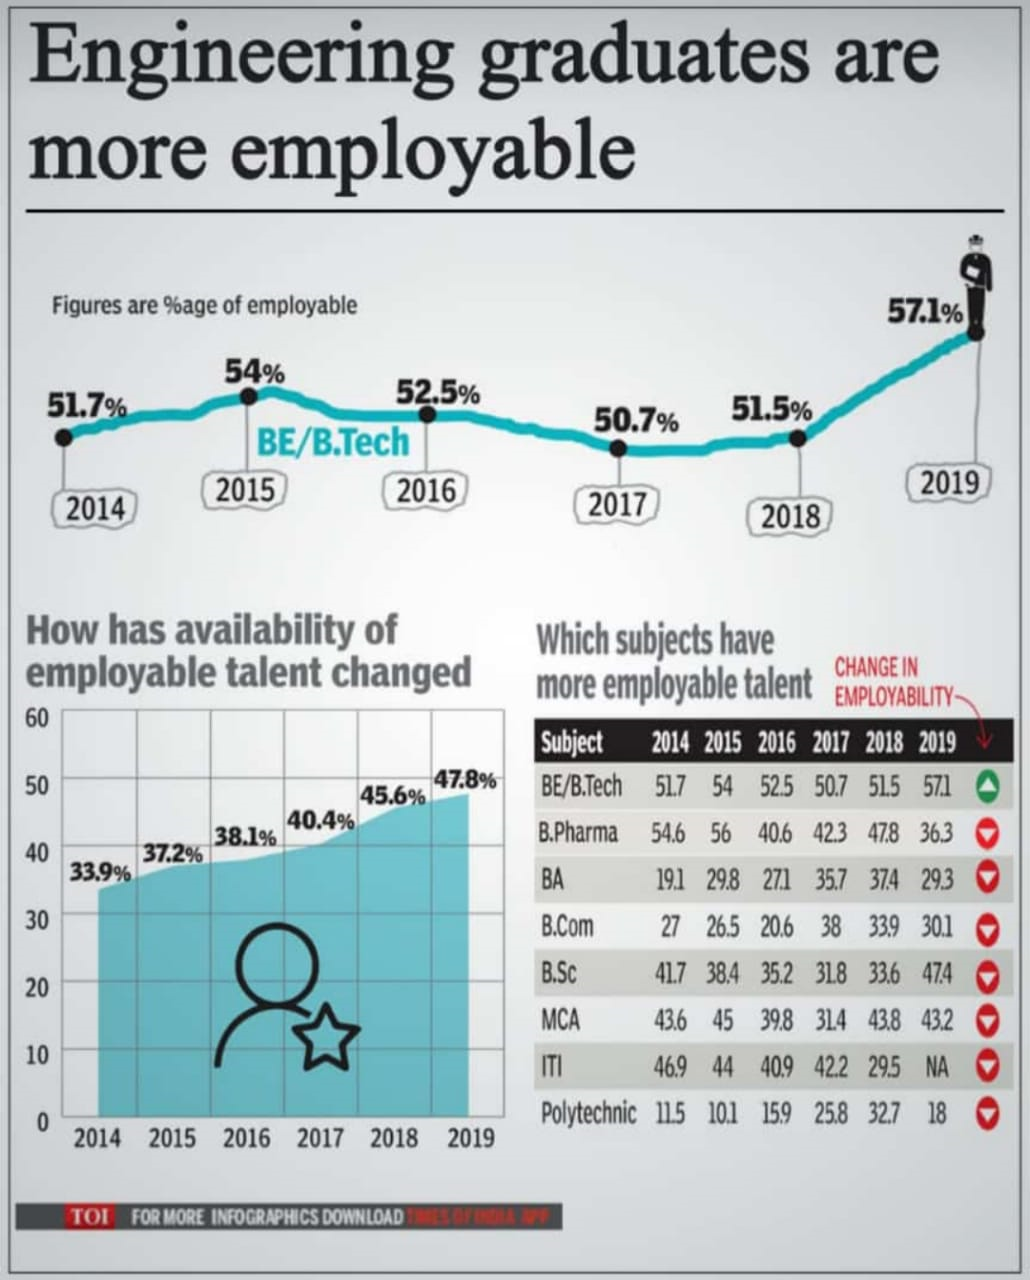 Engineering graduates are
more employable
Figures are %age of employable
51.7%
54%
52.5%
50.7%
51.5%
57.1%
BE/B.Tech
2014
2015
2016
2017
2018
2019
How has availability of
employable talent changed
60
50
40
30
20
10
0
33.9%
37.2%
38.1%
40.4%
45.6%
47.8%
2014 2015 2016 2017 2018 2019
Which subjects have
more employable talent
CHANGE IN
EMPLOYABILITY
Subject 2014 2015 2016 2017 2018 2019
BE/B.Tech 51.7 54 52.5 50.7 51.5 57.1
B.Pharma 54.6 56 40.6 42.3 47.8 36.3
BA 19.1 29.8 27.1 35.7 37.4 29.3
B.Com 27 26.5 20.6 38 33.9 30.1
B.Sc 41.7 38.4 35.2 31.8 33.6 47.4
MCA 43.6 45 39.8 31.4 43.8 43.2
ITI 46.9 44 40.9 42.2 29.5 NA
Polytechnic 11.5 10.1 15.9 25.8 32.7 18
TOI FOR MORE INFOGRAPHICS DOWNLOAD TIMES OF INDIA APP